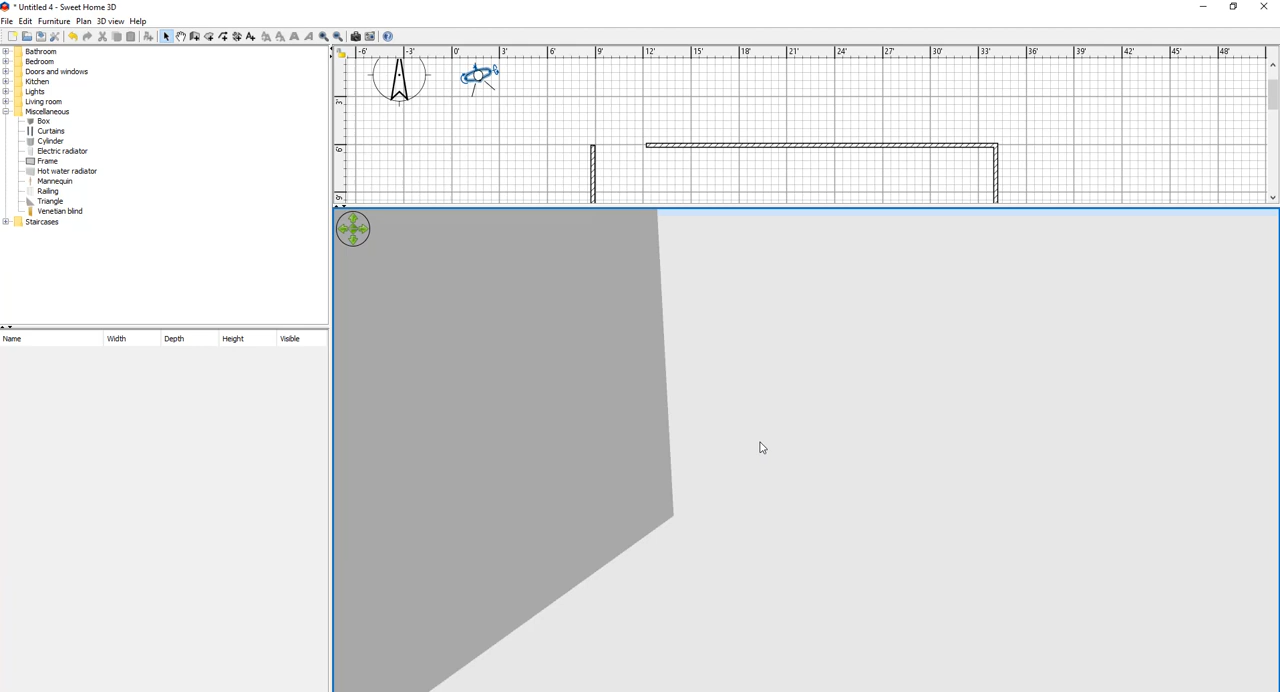 * Untitled 4 - Sweet Home 3D
File Edit Furniture Plan 3D view Help
-6' -3' 0' 3' 6' 9' 12' 15' 18' 21' 24' 27' 30' 33' 36' 39' 42' 45' 48'
3'
6'
9'
Bathroom
Bedroom
Doors and windows
Kitchen
Lights
Living room
Miscellaneous
Box
Curtains
Cylinder
Electric radiator
Frame
Hot water radiator
Mannequin
Railing
Triangle
Venetian blind
Staircases
Name Width Depth Height Visible